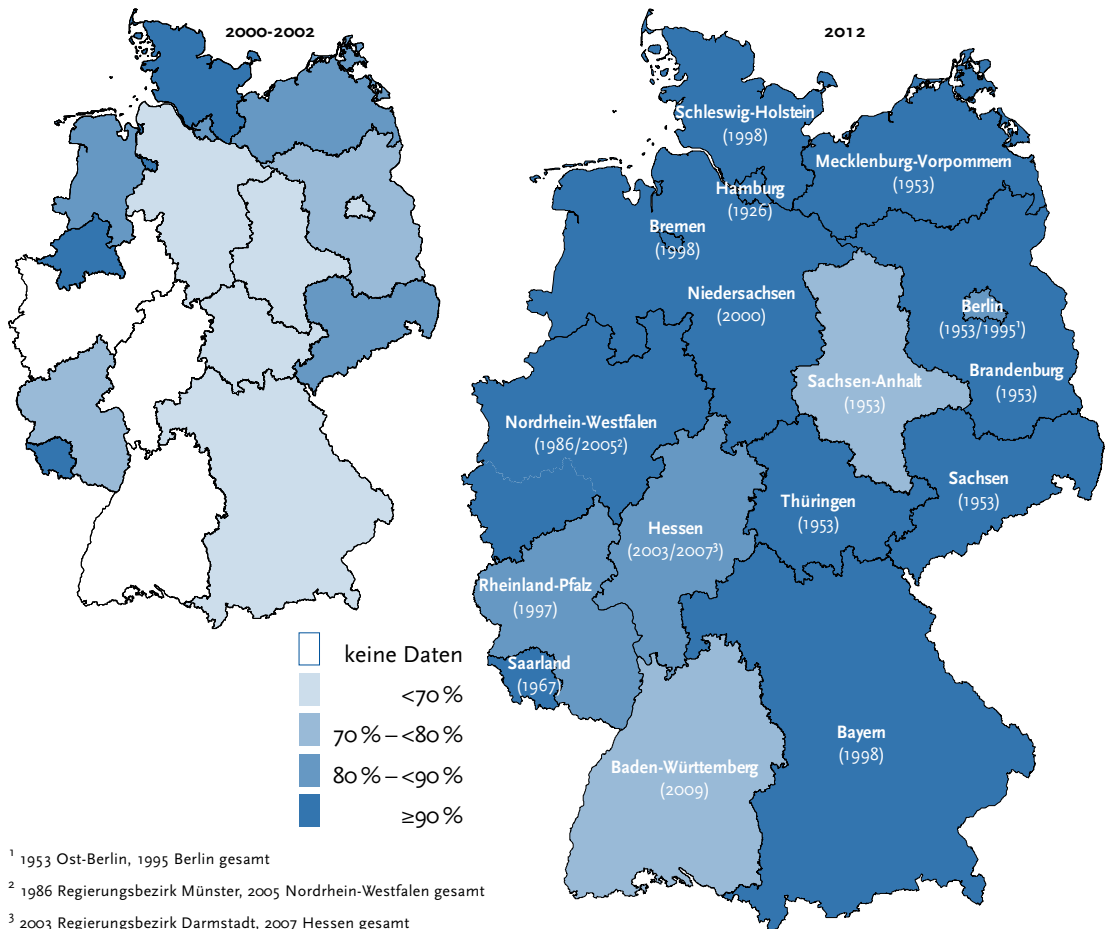 2000-2002
2012
Schleswig-Holstein
(1998)
Mecklenburg-Vorpommern
(1953)
Hamburg
(1926)
Bremen
(1998)
Niedersachsen
(2000)
Berlin
(1953/1995¹)
Brandenburg
(1953)
Sachsen-Anhalt
(1953)
Nordrhein-Westfalen
(1986/2005²)
Sachsen
(1953)
Thüringen
(1953)
Hessen
(2003/2007³)
Rheinland-Pfalz
(1997)
Saarland
(1967)
Bayern
(1998)
Baden-Württemberg
(2009)
keine Daten
<70 %
70 % – <80 %
80 % – <90 %
≥90 %
¹ 1953 Ost-Berlin, 1995 Berlin gesamt
² 1986 Regierungsbezirk Münster, 2005 Nordrhein-Westfalen gesamt
³ 2003 Regierungsbezirk Darmstadt, 2007 Hessen gesamt